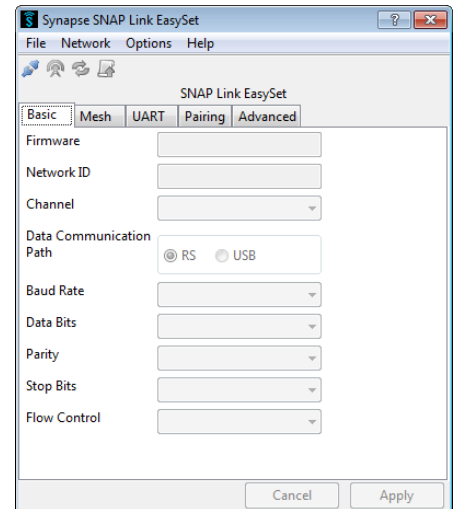 Synapse SNAP Link EasySet
File Network Options Help
SNAP Link EasySet
Basic Mesh UART Pairing Advanced
Firmware
Network ID
Channel
Data Communication
Path
RS USB
Baud Rate
Data Bits
Parity
Stop Bits
Flow Control
Cancel Apply